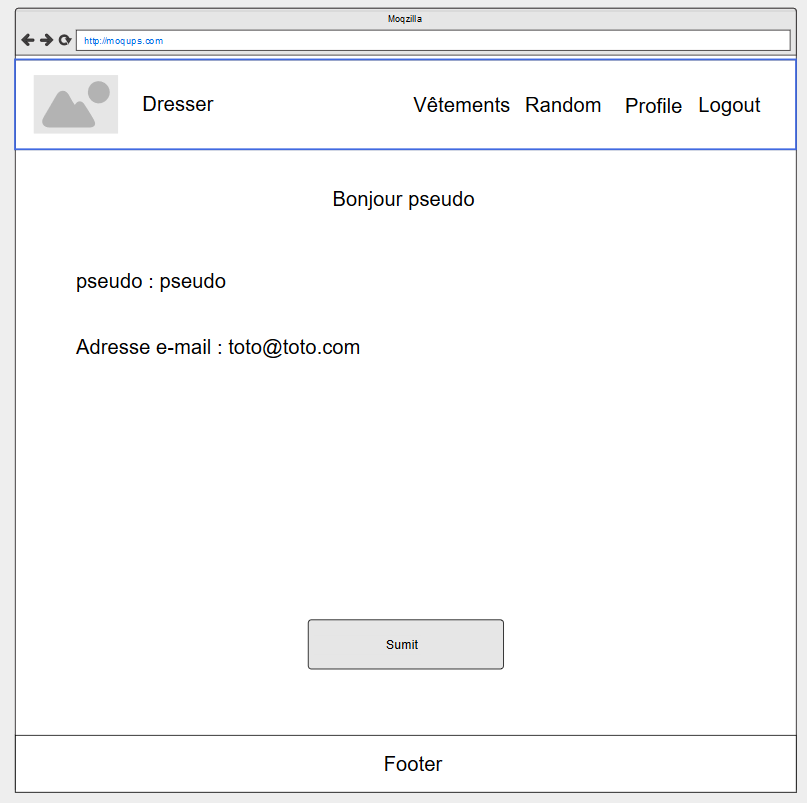 Moqzilla
http://moqups.com
Dresser Vêtements Random Profile Logout
Bonjour pseudo
pseudo : pseudo
Adresse e-mail : toto@toto.com
Sumit
Footer